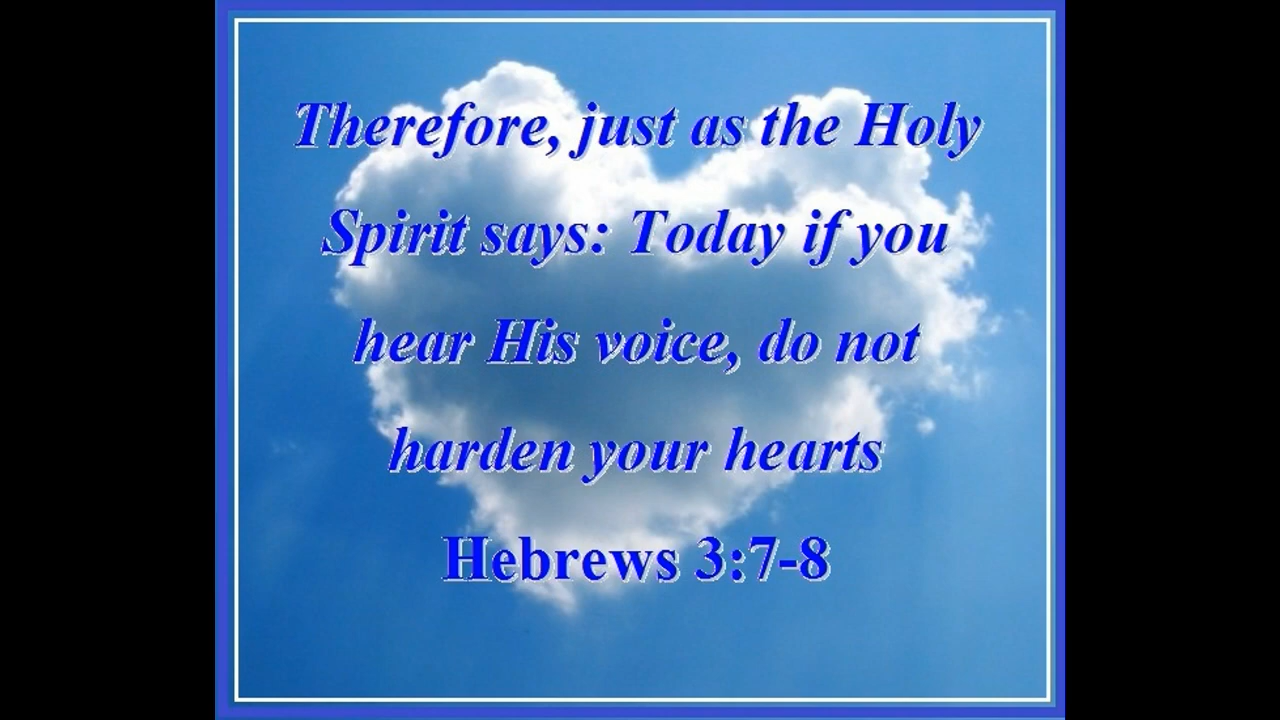 Therefore, just as the Holy
Spirit says: Today if you
hear His voice, do not
harden your hearts
Hebrews 3:7-8